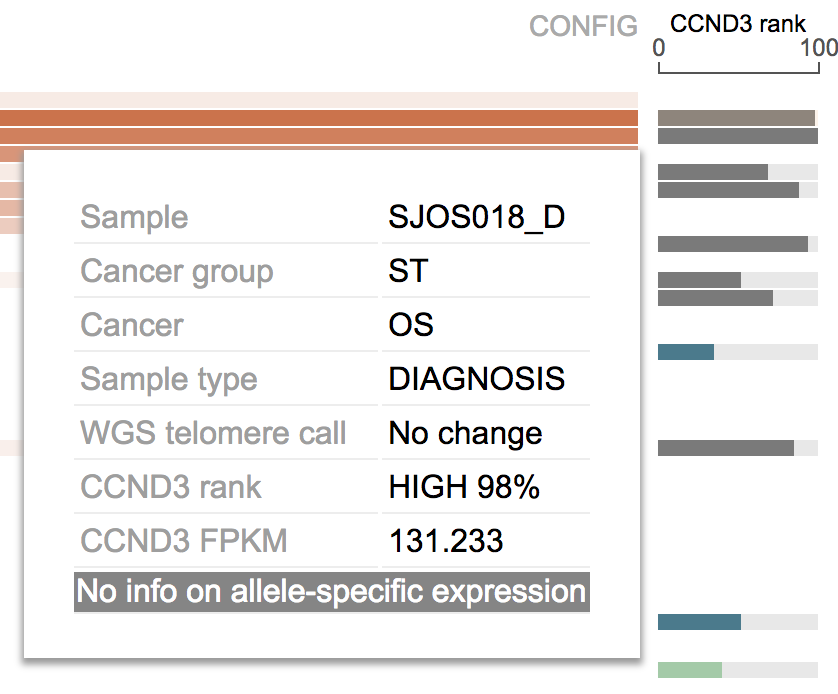 CONFIG
CCND3 rank
0 100
Sample SJOS018_D
Cancer group ST
Cancer OS
Sample type DIAGNOSIS
WGS telomere call No change
CCND3 rank HIGH 98%
CCND3 FPKM 131.233
No info on allele-specific expression